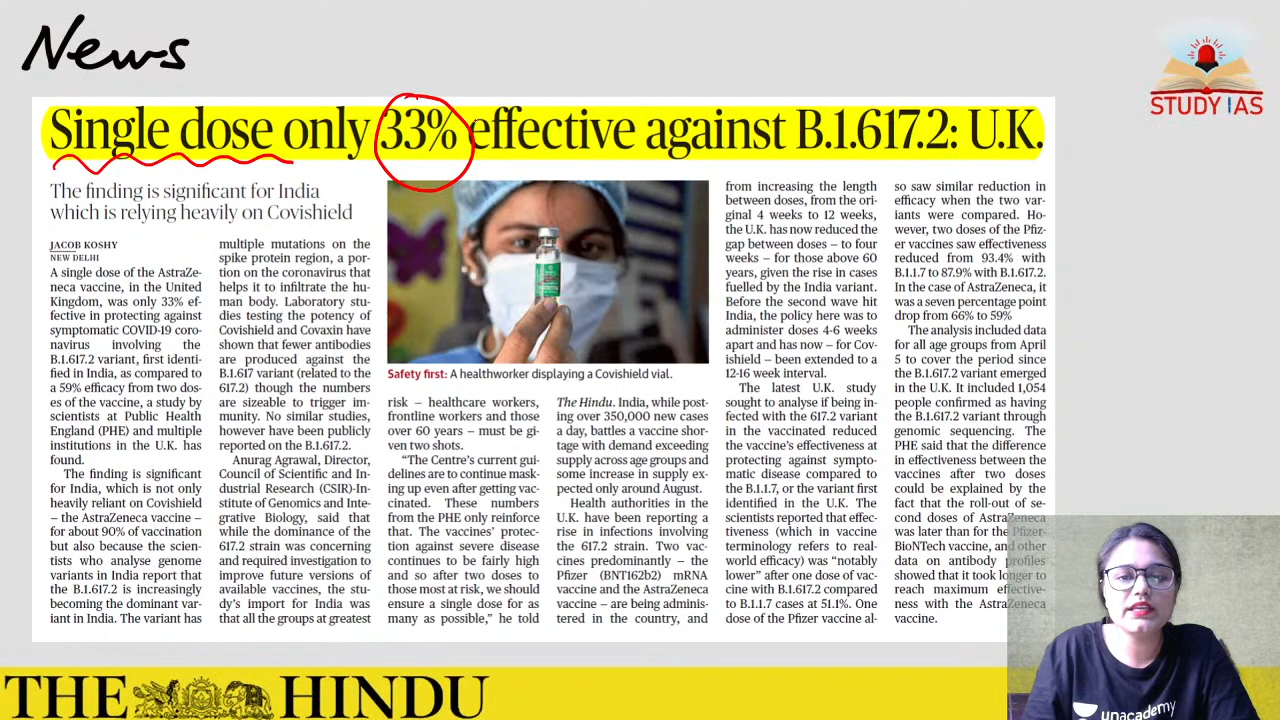 News
STUDY IAS
Single dose only 33% effective against B.1.617.2: U.K.
The finding is significant for India
which is relying heavily on Covishield
JACOB KOSHY
NEW DELHI
A single dose of the AstraZe-
neca vaccine, in the United
Kingdom, was only 33% ef-
fective in protecting against
symptomatic COVID-19 coro-
navirus involving the
B.1.617.2 variant, first identi-
fied in India, as compared to
a 59% efficacy from two dos-
es of the vaccine, a study by
scientists at Public Health
England (PHE) and multiple
institutions in the U.K. has
found.
The finding is significant
for India, which is not only
heavily reliant on Covishield
– the AstraZeneca vaccine –
for about 90% of vaccination
but also because the scien-
tists who analyse genome
variants in India report that
the B.1.617.2 is increasingly
becoming the dominant var-
iant in India. The variant has
multiple mutations on the
spike protein region, a por-
tion on the coronavirus that
helps it to infiltrate the hu-
man body. Laboratory stu-
dies testing the potency of
Covishield and Covaxin have
shown that fewer antibodies
are produced against the
B.1.617 variant (related to the
617.2) though the numbers
are sizeable to trigger im-
munity. No similar studies,
however have been publicly
reported on the B.1.617.2.
Anurag Agrawal, Director,
Council of Scientific and In-
dustrial Research (CSIR)-In-
stitute of Genomics and Inte-
grative Biology, said that
while the dominance of the
617.2 strain was concerning
and required investigation to
improve future versions of
available vaccines, the stu-
dy's import for India was
that all the groups at greatest
Safety first: A healthworker displaying a Covishield vial.
risk – healthcare workers,
frontline workers and those
over 60 years – must be gi-
ven two shots.
"The Centre's current gui-
delines are to continue mask-
ing up even after getting vac-
cinated. These numbers
from the PHE only reinforce
that. The vaccines' protec-
tion against severe disease
continues to be fairly high
and so after two doses to
those most at risk, we should
ensure a single dose for as
many as possible," he told
The Hindu. India, while post-
ing over 350,000 new cases
a day, battles a vaccine shor-
tage with demand exceeding
supply across age groups and
some increase in supply ex-
pected only around August.
Health authorities in the
U.K. have been reporting a
rise in infections involving
the 617.2 strain. Two vac-
cines predominantly – the
Pfizer (BNT162b2) mRNA
vaccine and the AstraZeneca
vaccine – are being adminis-
tered in the country, and
from increasing the length
between doses, from the ori-
ginal 4 weeks to 12 weeks,
the U.K. has now reduced the
gap between doses – to four
weeks – for those above 60
years, given the rise in cases
fuelled by the India variant.
Before the second wave hit
India, the policy here was to
administer doses 4-6 weeks
apart and has now – for Cov-
ishield – been extended to a
12-16 week interval.
The latest U.K. study
sought to analyse if being in-
fected with the 617.2 variant
in the vaccinated reduced
the vaccine's effectiveness at
protecting against sympto-
matic disease compared to
the B.1.1.7, or the variant first
identified in the U.K. The
scientists reported that effec-
tiveness (which in vaccine
terminology refers to real-
world efficacy) was "notably
lower" after one dose of vac-
cine with B.1.617.2 compared
to B.1.1.7 cases at 51.1%. One
dose of the Pfizer vaccine al-
so saw similar reduction in
efficacy when the two var-
iants were compared. Ho-
wever, two doses of the Pfiz-
er vaccines saw effectiveness
reduced from 93.4% with
B.1.1.7 to 87.9% with B.1.617.2.
In the case of AstraZeneca, it
was a seven percentage point
drop from 66% to 59%
The analysis included data
for all age groups from April
5 to cover the period since
the B.1.617.2 variant emerged
in the U.K. It included 1,054
people confirmed as having
the B.1.617.2 variant through
genomic sequencing. The
PHE said that the difference
in effectiveness between the
vaccines after two doses
could be explained by the
fact that the roll-out of se-
cond doses of AstraZeneca
was later than for the Pfizer-
BioNTech vaccine, and other
data on antibody profiles
showed that it took longer to
reach maximum effective-
ness with the AstraZeneca
vaccine.
THE HINDU
unacademy